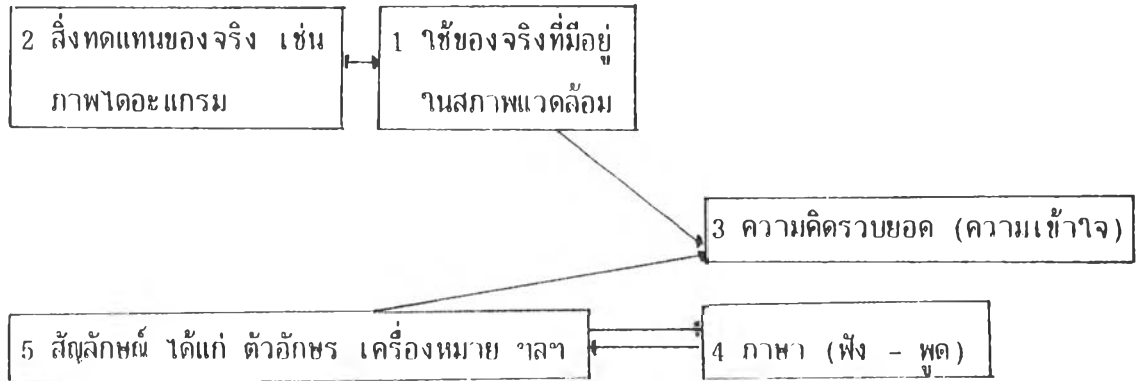 2 สิ่งทดแทนของจริง เช่น
ภาพไดอะแกรม
1 ใช้ของจริงที่มีอยู่
ในสภาพแวดล้อม
3 ความคิดรวบยอด (ความเข้าใจ)
5 สัญลักษณ์ ได้แก่ ตัวอักษร เครื่องหมาย ฯลฯ
4 ภาษา (ฟัง - พูด)